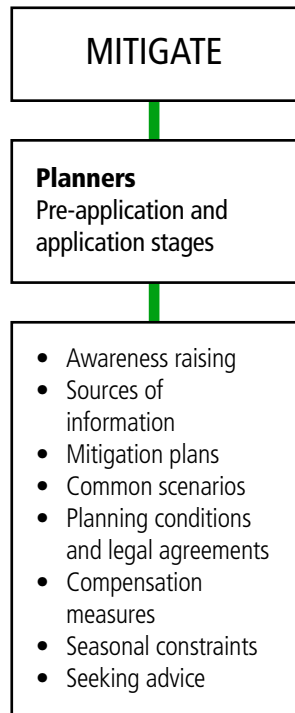 MITIGATE
Planners
Pre-application and
application stages
• Awareness raising
• Sources of
information
• Mitigation plans
• Common scenarios
• Planning conditions
and legal agreements
• Compensation
measures
• Seasonal constraints
• Seeking advice